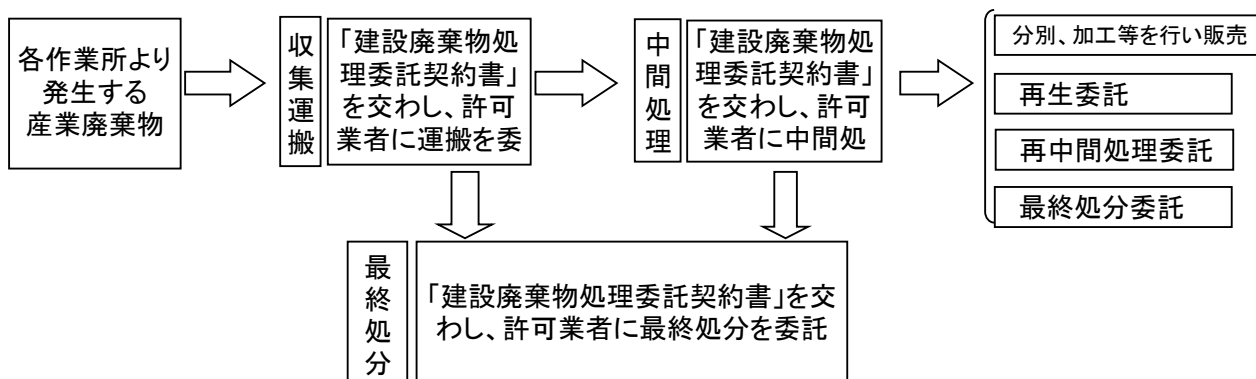 各作業所より
発生する
産業廃棄物
収集運搬
「建設廃棄物処
理委託契約書」
を交わし、許可
業者に運搬を委
中間処理
「建設廃棄物処
理委託契約書」
を交わし、許可
業者に中間処
分別、加工等を行い販売
再生委託
再中間処理委託
最終処分委託
最終処分
「建設廃棄物処理委託契約書」を交
わし、許可業者に最終処分を委託